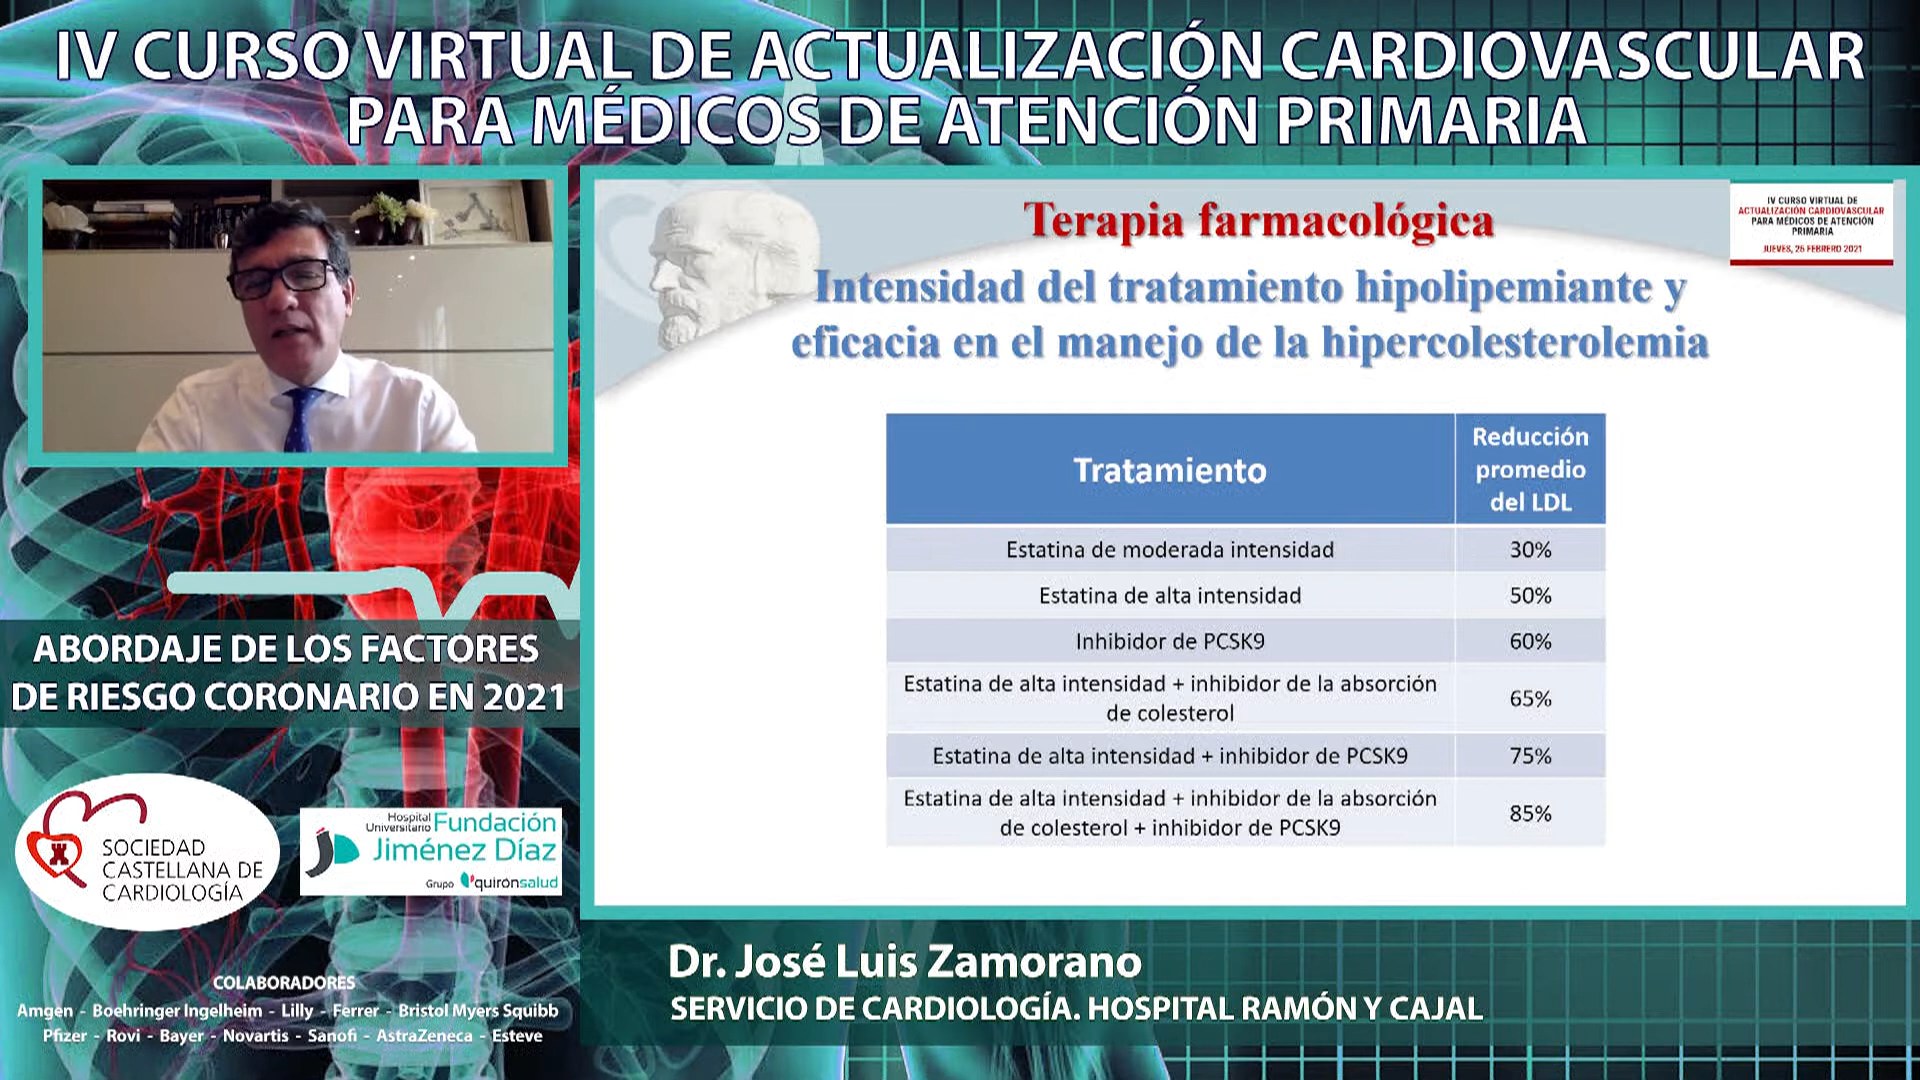 IV CURSO VIRTUAL DE ACTUALIZACIÓN CARDIOVASCULAR
PARA MÉDICOS DE ATENCIÓN PRIMARIA
Terapia farmacológica
Intensidad del tratamiento hipolipemiante y
eficacia en el manejo de la hipercolesterolemia
IV CURSO VIRTUAL DE
ACTUALIZACIÓN CARDIOVASCULAR
PARA MÉDICOS DE ATENCIÓN
PRIMARIA
JUEVES, 25 FEBRERO 2021
Tratamiento
Reducción
promedio
del LDL
Estatina de moderada intensidad 30%
Estatina de alta intensidad 50%
Inhibidor de PCSK9 60%
Estatina de alta intensidad + inhibidor de la absorción
de colesterol
65%
Estatina de alta intensidad + inhibidor de PCSK9 75%
Estatina de alta intensidad + inhibidor de la absorción
de colesterol + inhibidor de PCSK9
85%
ABORDAJE DE LOS FACTORES
DE RIESGO CORONARIO EN 2021
SOCIEDAD
CASTELLANA DE
CARDIOLOGÍA
Hospital
Universitario Fundación
Jiménez Díaz
Grupo quirónsalud
COLABORADORES
Amgen - Boehringer Ingelheim - Lilly - Ferrer - Bristol Myers Squibb
Pfizer - Rovi - Bayer - Novartis - Sanofi - AstraZeneca - Esteve
Dr. José Luis Zamorano
SERVICIO DE CARDIOLOGÍA. HOSPITAL RAMÓN Y CAJAL